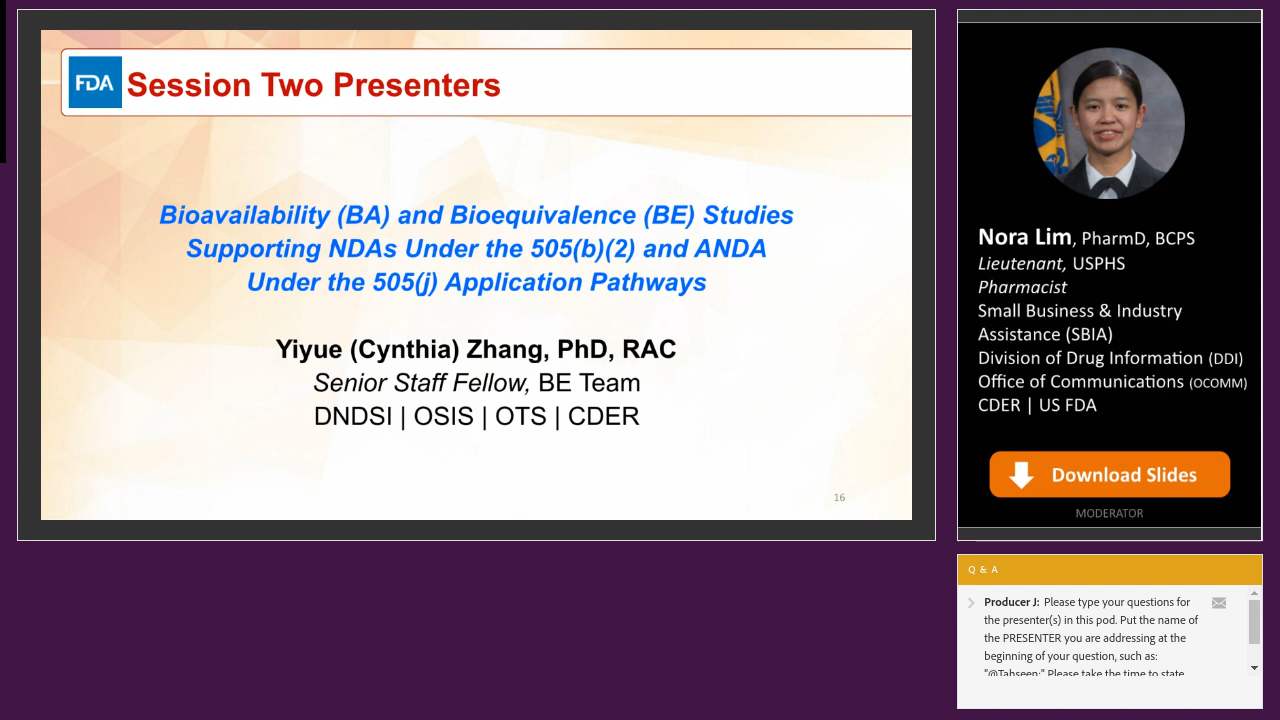 FDA
Session Two Presenters
Bioavailability (BA) and Bioequivalence (BE) Studies
Supporting NDAs Under the 505(b)(2) and ANDA
Under the 505(j) Application Pathways
Yiyue (Cynthia) Zhang, PhD, RAC
Senior Staff Fellow, BE Team
DNDSI | OSIS | OTS | CDER
16
Nora Lim, PharmD, BCPS
Lieutenant, USPHS
Pharmacist
Small Business & Industry
Assistance (SBIA)
Division of Drug Information (DDI)
Office of Communications (OCOMM)
CDER | US FDA
Download Slides
MODERATOR
Q & A
Producer J: Please type your questions for
the presenter(s) in this pod. Put the name of
the PRESENTER you are addressing at the
beginning of your question, such as:
"@Tahseen:" Please take the time to state